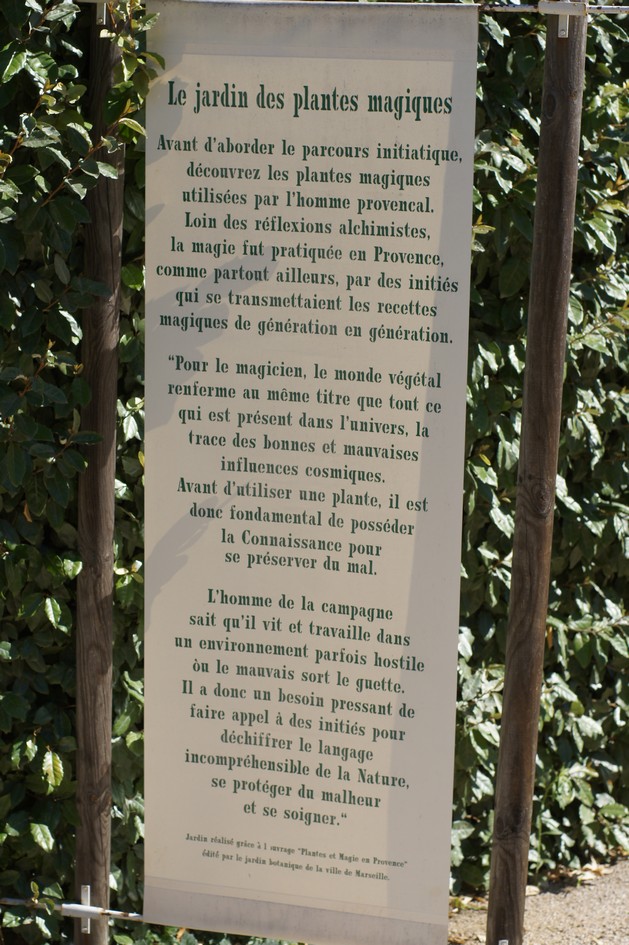 Le jardin des plantes magiques
Avant d'aborder le parcours initiatique,
découvrez les plantes magiques
utilisées par l'homme provencal.
Loin des réflexions alchimistes,
la magie fut pratiquée en Provence,
comme partout ailleurs, par des initiés
qui se transmettaient les recettes
magiques de génération en génération.
“Pour le magicien, le monde végétal
renferme au même titre que tout ce
qui est présent dans l'univers, la
trace des bonnes et mauvaises
influences cosmiques.
Avant d'utiliser une plante, il est
donc fondamental de posséder
la Connaissance pour
se préserver du mal.
L'homme de la campagne
sait qu'il vit et travaille dans
un environnement parfois hostile
òu le mauvais sort le guette.
Il a donc un besoin pressant de
faire appel à des initiés pour
déchiffrer le langage
incompréhensible de la Nature,
se protéger du malheur
et se soigner.“
Jardin réalisé grâce à l ouvrage "Plantes et Magie en Provence"
édité par le jardin botanique de la ville de Marseille.